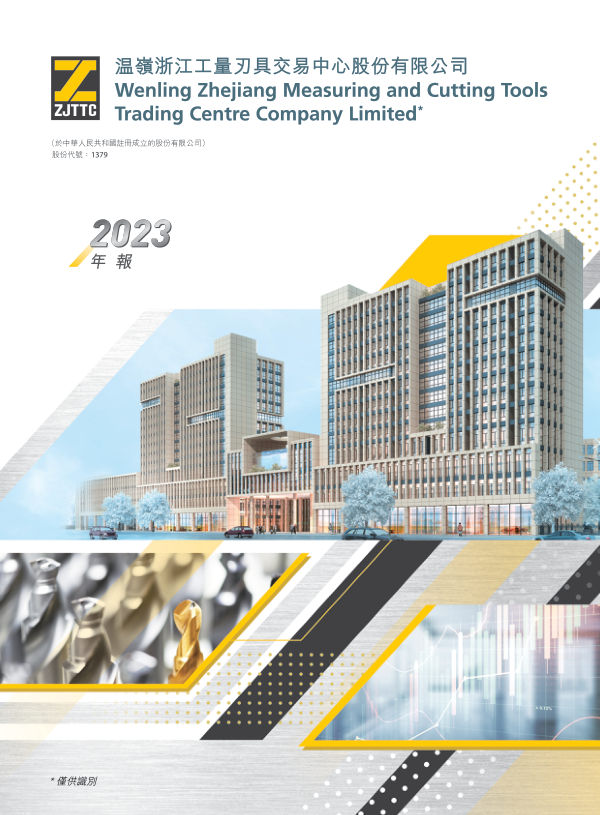 ZJTTC
温嶺浙江工量刃具交易中心股份有限公司
Wenling Zhejiang Measuring and Cutting Tools
Trading Centre Company Limited*
（於中華人民共和國註冊成立的股份有限公司）
股份代號：1379
2023
年報
* 僅供識別